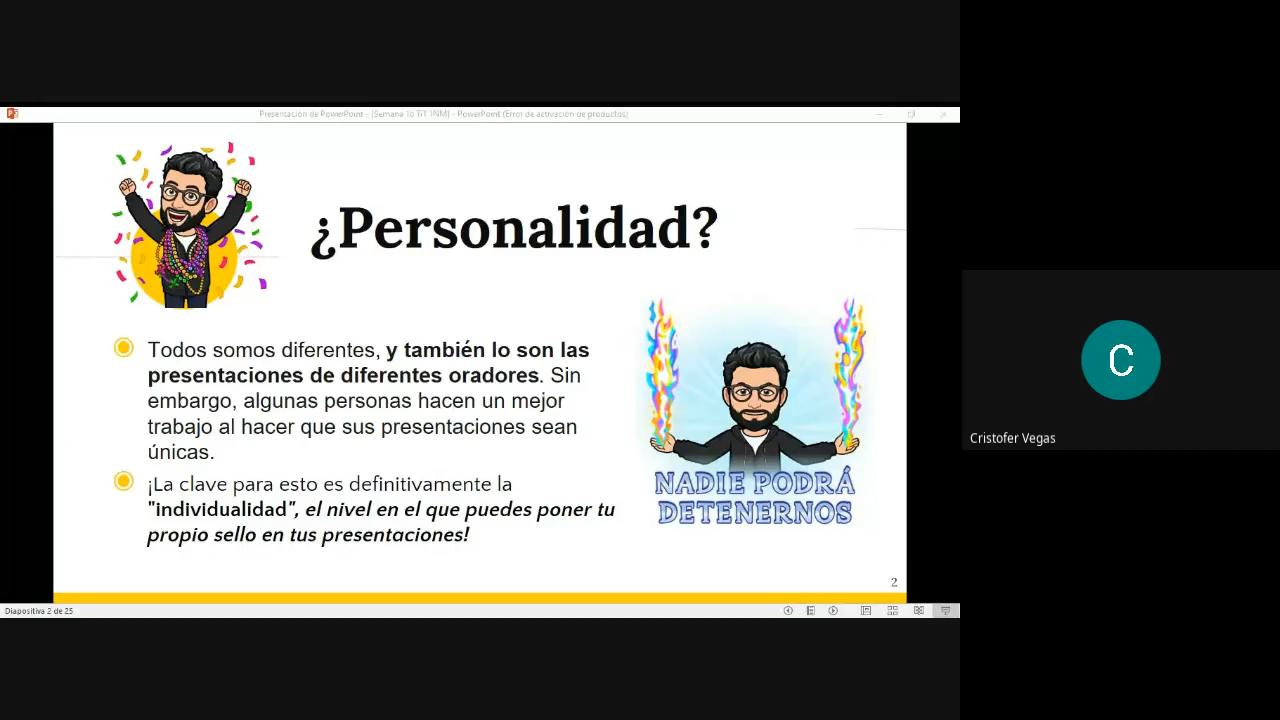 Presentación de PowerPoint - [Semana 10 TIT 1NM] - PowerPoint (Error de activación de productos)
¿Personalidad?
Todos somos diferentes, y también lo son las
presentaciones de diferentes oradores. Sin
embargo, algunas personas hacen un mejor
trabajo al hacer que sus presentaciones sean
únicas.
¡La clave para esto es definitivamente la
"individualidad", el nivel en el que puedes poner tu
propio sello en tus presentaciones!
NADIE PODRÁ
DETENERNOS
2
Diapositiva 2 de 25
C
Cristofer Vegas